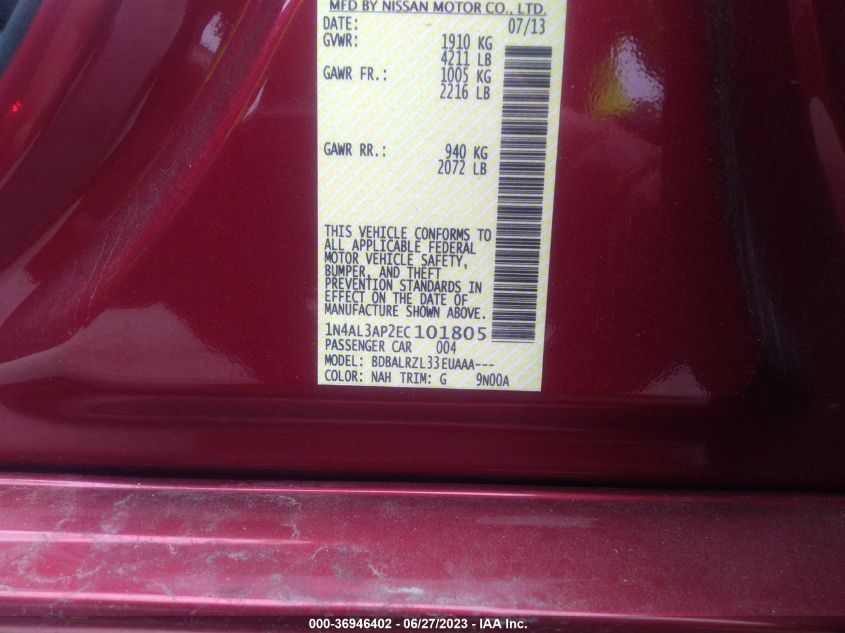 MFD BY NISSAN MOTOR CO., LTD.
DATE: 07/13
GVWR: 1910 KG
4211 LB
GAWR FR.: 1005 KG
2216 LB
GAWR RR.: 940 KG
2072 LB
THIS VEHICLE CONFORMS TO
ALL APPLICABLE FEDERAL
MOTOR VEHICLE SAFETY,
BUMPER, AND THEFT
PREVENTION STANDARDS IN
EFFECT ON THE DATE OF
MANUFACTURE SHOWN ABOVE.
1N4AL3AP2EC101805
PASSENGER CAR 004
MODEL: BDBALRZL33EUAAA---
COLOR: NAH TRIM: G 9N00A
000-36946402 - 06/27/2023 - IAA Inc.